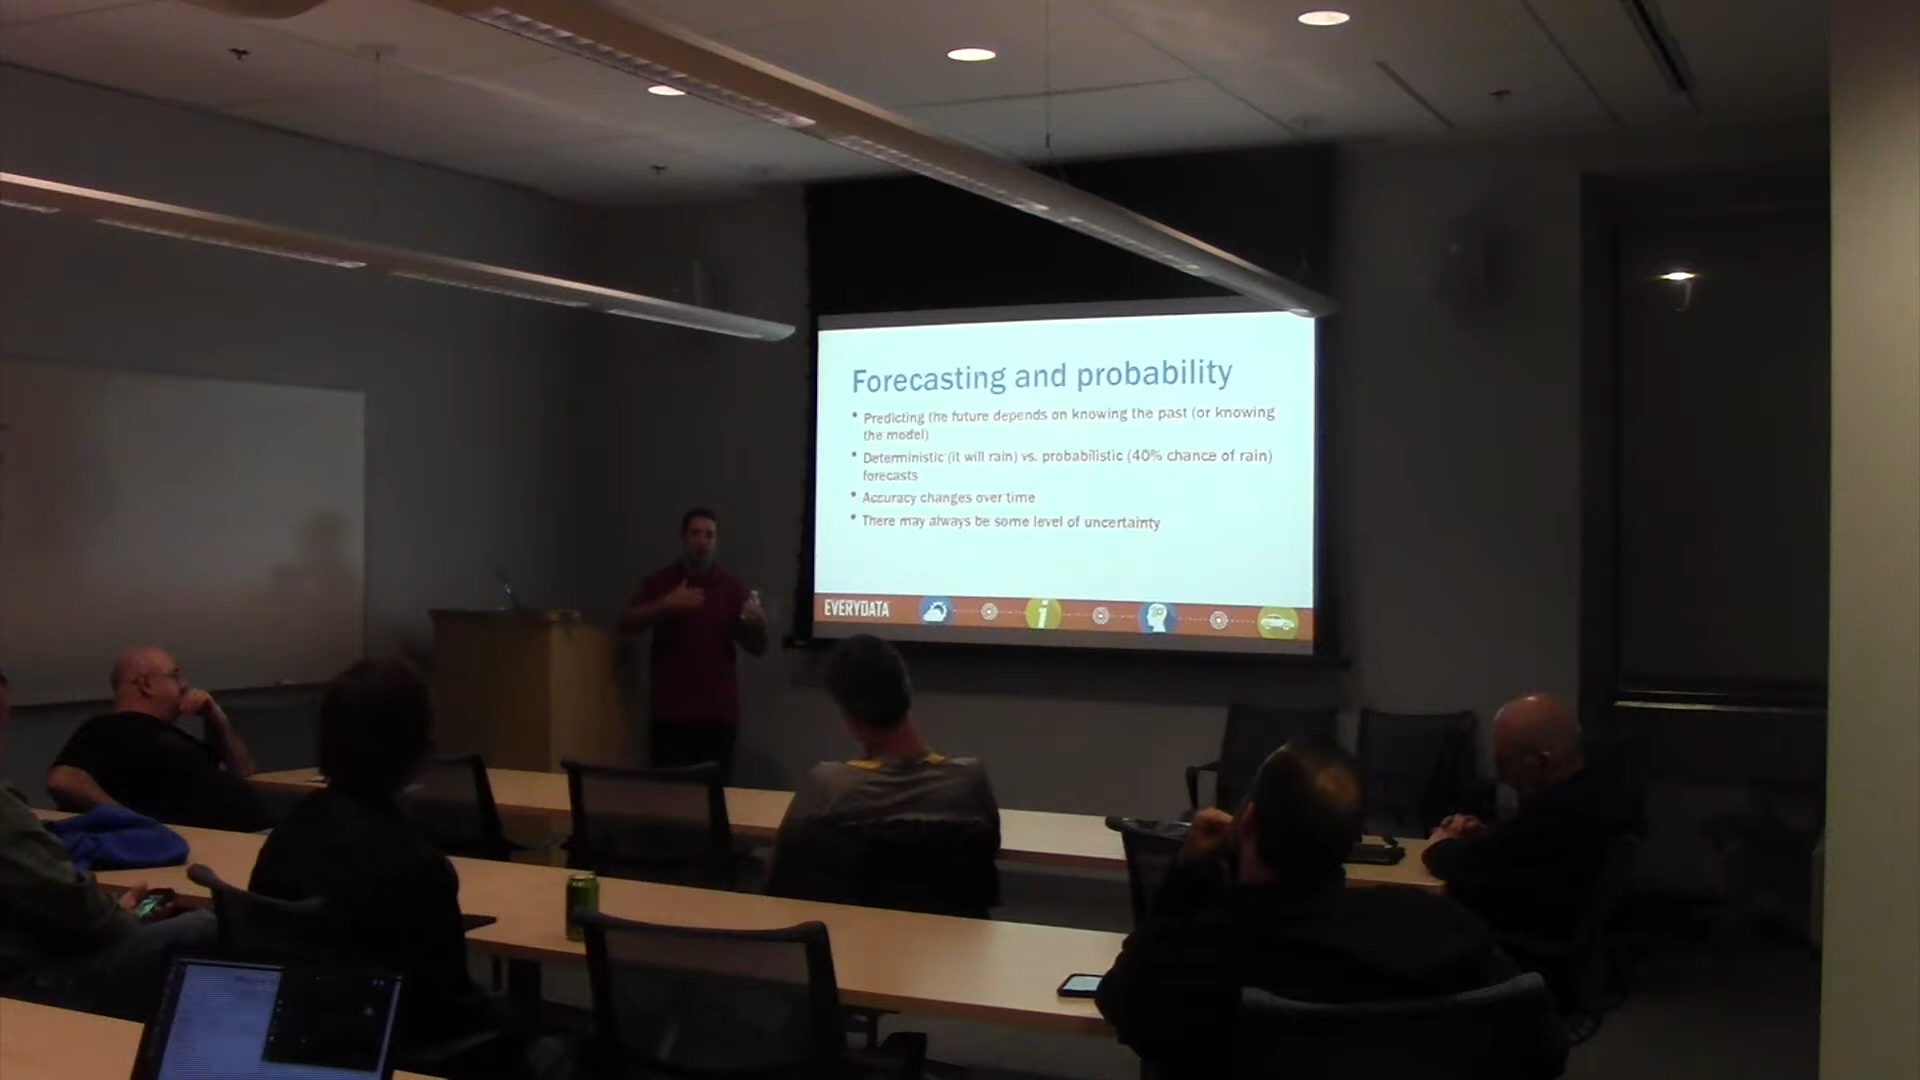 Forecasting and probability
• Predicting the future depends on knowing the past (or knowing
the model)
• Deterministic (it will rain) vs. probabilistic (40% chance of rain)
forecasts
• Accuracy changes over time
• There may always be some level of uncertainty
EVERYDATA